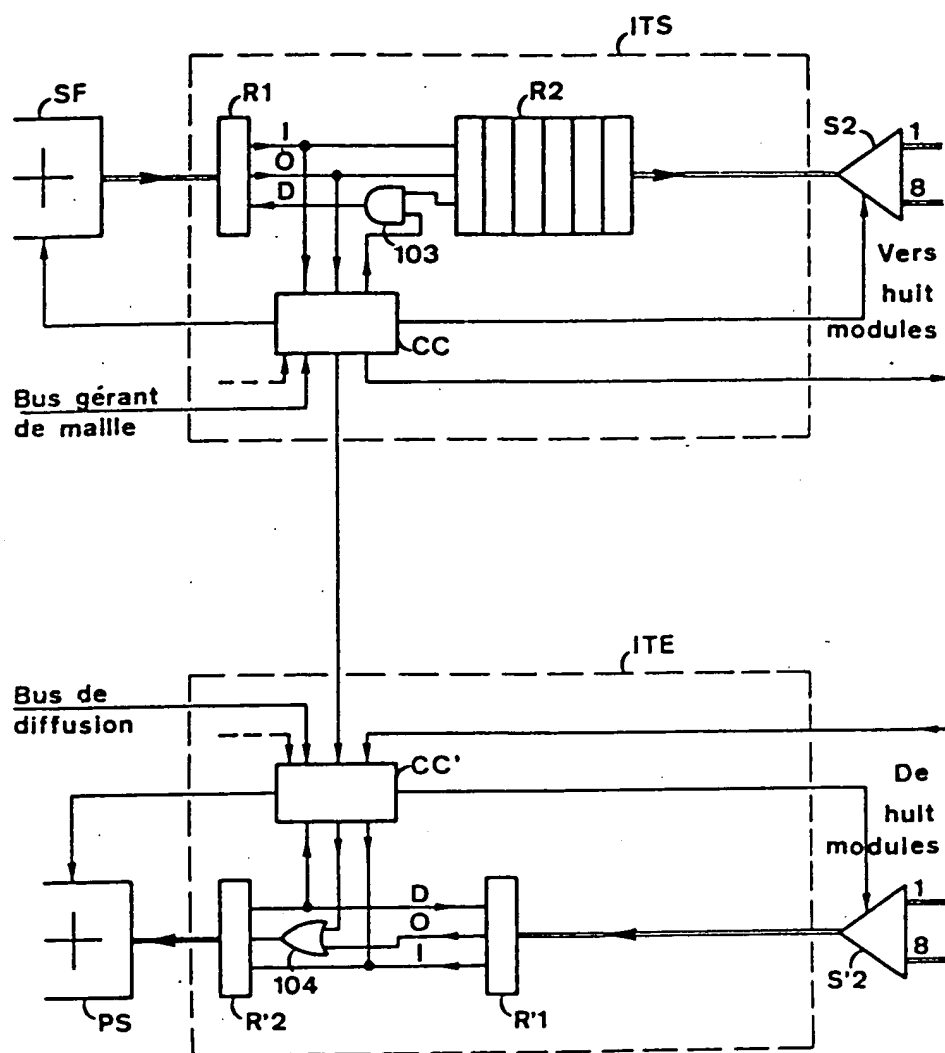 ITS
SF
R1
R2
S2
1
8
I
O
D
103
Vers
huit
modules
CC
Bus gérant
de maille
ITE
Bus de
diffusion
CC'
De
huit
modules
D
O
I
104
1
8
S'2
PS
R'2
R'1